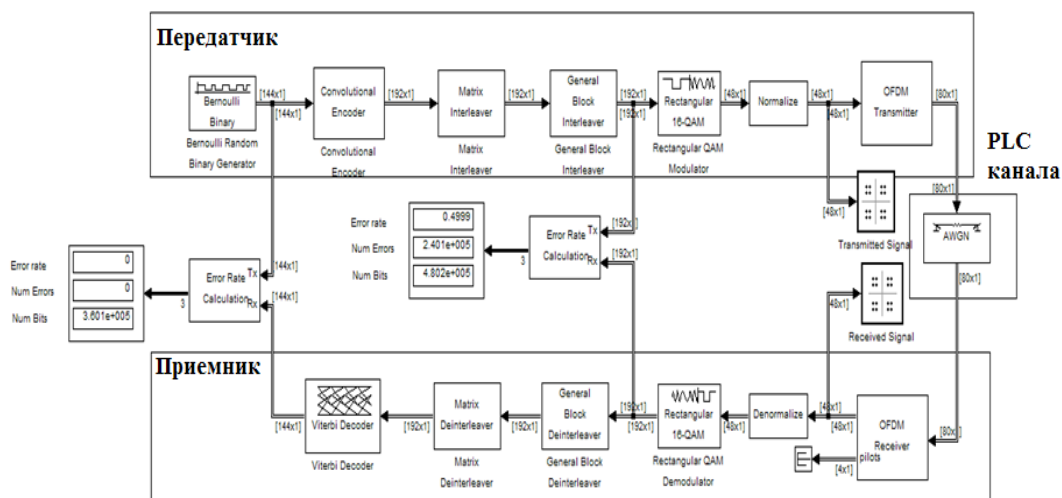 Передатчик
Bernoullli
Binary
Bernoulli Random
Binary Generator
[144x1]
[144x1]
Convolutional
Encoder
Convolutional
Encoder
[192x1]
Matrix
Interleaver
Matrix
Interleaver
[192x1]
General
Block
Interleaver
General Block
Interleaver
[192x1]
[192x1]
Rectangular
16-QAM
Rectangular QAM
Modulator
[48x1]
Normalize
[48x1]
[48x1]
OFDM
Transmitter
[80x1]
PLC
канала
[80x1]
AWGN
[80x1]
[48x1]
Transmitted Signal
[48x1]
Received Signal
Error rate
0.4999
Num Errors
2.401e+005
Num Bits
4.802e+005
3
Error Rate
Calculation
Tx
Rx
[192x1]
[192x1]
Error rate
0
Num Errors
0
Num Bits
3.601e+005
3
Error Rate
Calculation
Tx
Rx
[144x1]
[144x1]
Приемник
Viterbi Decoder
Viterbi Decoder
[144x1]
[192x1]
Matrix
Deinterleaver
Matrix
Deinterleaver
[192x1]
General
Block
Deinterleaver
General Block
Deinterleaver
[192x1]
[192x1]
Rectangular
16-QAM
Rectangular QAM
Demodulator
[48x1]
Denormalize
[48x1]
[48x1]
OFDM
Receiver
pilots
[4x1]